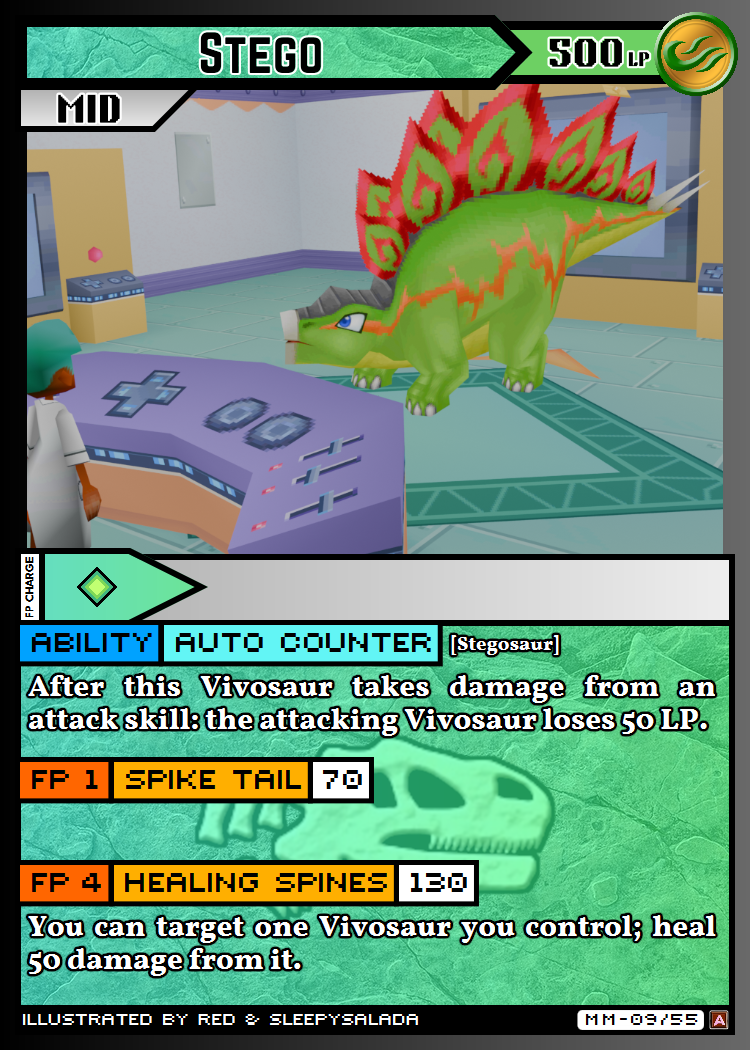 STEGO
500 LP
MID
FP CHARGE
ABILITY AUTO COUNTER [Stegosaur]
After this Vivosaur takes damage from an
attack skill: the attacking Vivosaur loses 50 LP.
FP 1 SPIKE TAIL 70
FP 4 HEALING SPINES 130
You can target one Vivosaur you control; heal
50 damage from it.
ILLUSTRATED BY RED & SLEEPYSALADA
MM-09/55 A